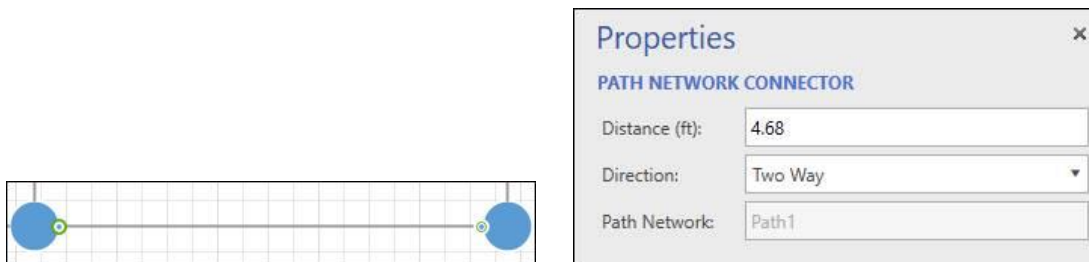 Properties
PATH NETWORK CONNECTOR
Distance (ft): 4.68
Direction: Two Way
Path Network: Path1